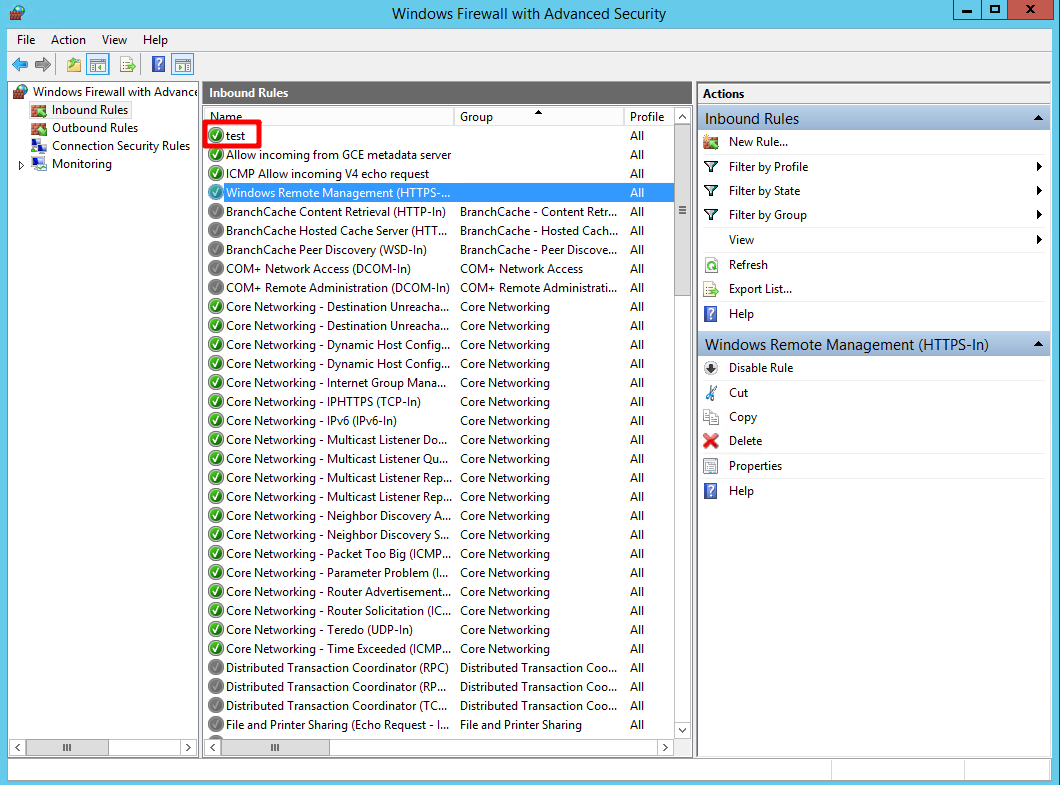 Windows Firewall with Advanced Security
File Action View Help
Windows Firewall with Advance
Inbound Rules
Outbound Rules
Connection Security Rules
Monitoring
Inbound Rules
Name Group Profile
test All
Allow incoming from GCE metadata server All
ICMP Allow incoming V4 echo request All
Windows Remote Management (HTTPS-... All
BranchCache Content Retrieval (HTTP-In) BranchCache - Content Retr... All
BranchCache Hosted Cache Server (HTT... BranchCache - Hosted Cach... All
BranchCache Peer Discovery (WSD-In) BranchCache - Peer Discove... All
COM+ Network Access (DCOM-In) COM+ Network Access All
COM+ Remote Administration (DCOM-In) COM+ Remote Administrati... All
Core Networking - Destination Unreacha... Core Networking All
Core Networking - Destination Unreacha... Core Networking All
Core Networking - Dynamic Host Config... Core Networking All
Core Networking - Dynamic Host Config... Core Networking All
Core Networking - Internet Group Mana... Core Networking All
Core Networking - IPHTTPS (TCP-In) Core Networking All
Core Networking - IPv6 (IPv6-In) Core Networking All
Core Networking - Multicast Listener Do... Core Networking All
Core Networking - Multicast Listener Qu... Core Networking All
Core Networking - Multicast Listener Rep... Core Networking All
Core Networking - Multicast Listener Rep... Core Networking All
Core Networking - Neighbor Discovery A... Core Networking All
Core Networking - Neighbor Discovery S... Core Networking All
Core Networking - Packet Too Big (ICMP... Core Networking All
Core Networking - Parameter Problem (I... Core Networking All
Core Networking - Router Advertisement... Core Networking All
Core Networking - Router Solicitation (IC... Core Networking All
Core Networking - Teredo (UDP-In) Core Networking All
Core Networking - Time Exceeded (ICMP... Core Networking All
Distributed Transaction Coordinator (RPC) Distributed Transaction Coo... All
Distributed Transaction Coordinator (RP... Distributed Transaction Coo... All
Distributed Transaction Coordinator (TC... Distributed Transaction Coo... All
File and Printer Sharing (Echo Request - I... File and Printer Sharing All
Actions
Inbound Rules
New Rule...
Filter by Profile
Filter by State
Filter by Group
View
Refresh
Export List...
Help
Windows Remote Management (HTTPS-In)
Disable Rule
Cut
Copy
Delete
Properties
Help